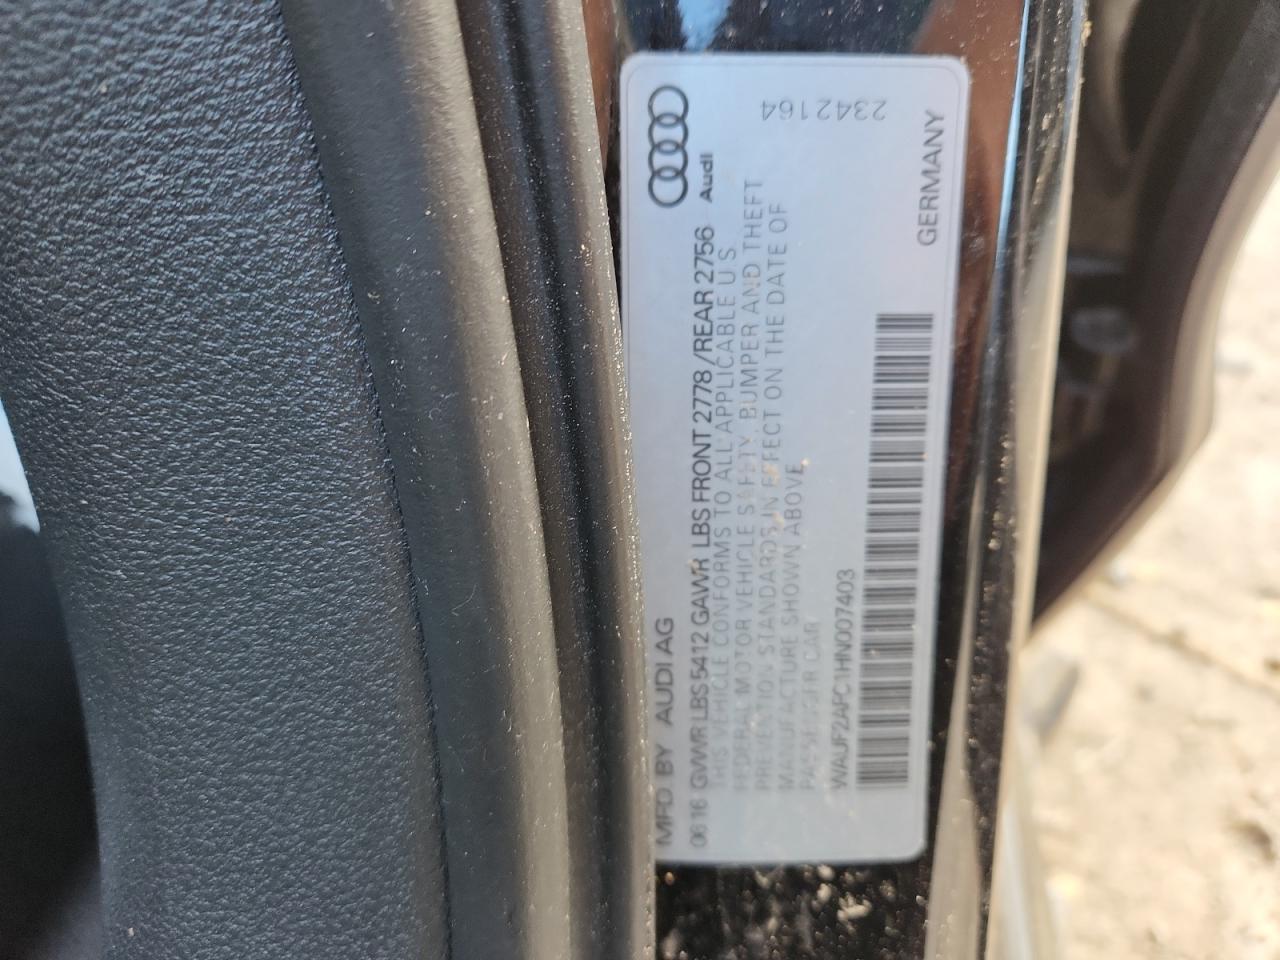 MFD BY AUDI AG
Audi
06 16 GVWR LBS 5412 GAWR LBS FRONT 2778 / REAR 2756
THIS VEHICLE CONFORMS TO ALL APPLICABLE U.S.
FEDERAL MOTOR VEHICLE SAFETY, BUMPER AND THEFT
PREVENTION STANDARDS IN EFFECT ON THE DATE OF
MANUFACTURE SHOWN ABOVE.
PASSENGER CAR
WAUF2AFC1HN007403
2342164
GERMANY